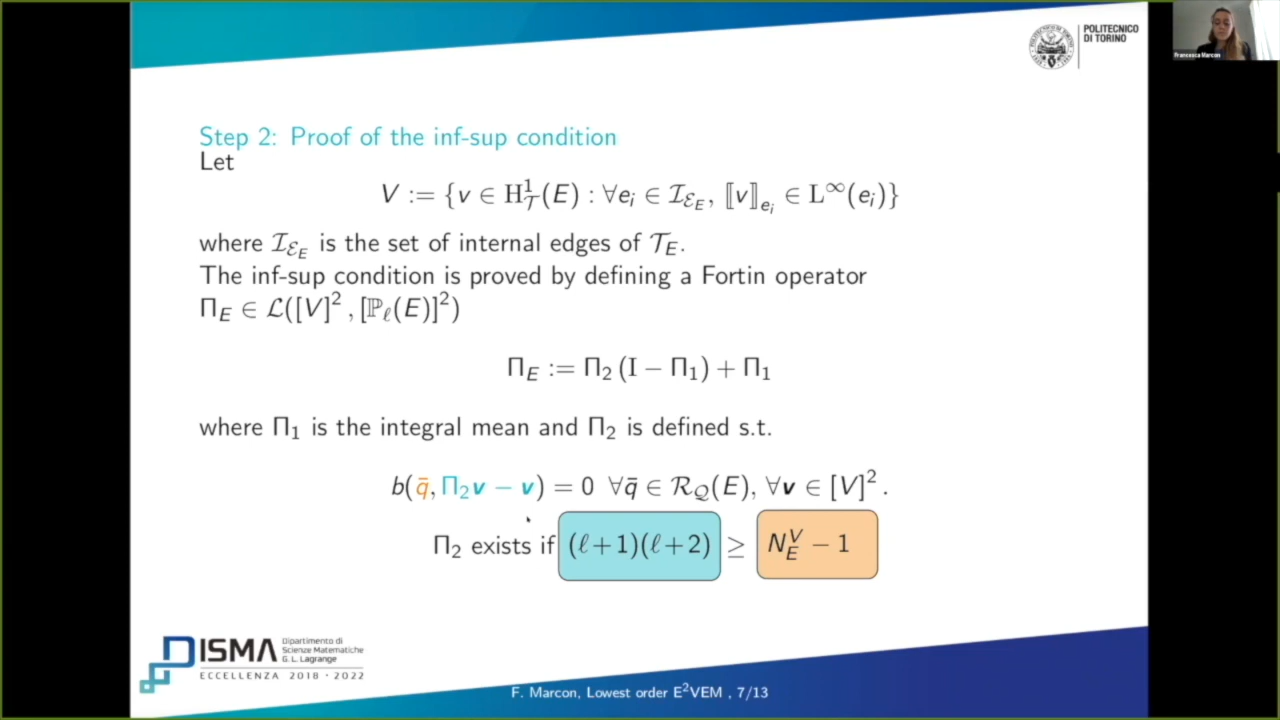 POLITECNICO
DI TORINO
Francesca Marcon
Step 2: Proof of the inf-sup condition
Let
V := {v ∈ H¹_𝒯(E) : ∀e_i ∈ ℐ_{ℰ_E}, ⟦v⟧_{e_i} ∈ L^∞(e_i)}
where ℐ_{ℰ_E} is the set of internal edges of 𝒯_E.
The inf-sup condition is proved by defining a Fortin operator
Π_E ∈ ℒ([V]², [ℙ_ℓ(E)]²)
Π_E := Π₂ (I − Π₁) + Π₁
where Π₁ is the integral mean and Π₂ is defined s.t.
b(q̄, Π₂v − v) = 0 ∀q̄ ∈ ℛ_𝒬(E), ∀v ∈ [V]².
Π₂ exists if (ℓ+1)(ℓ+2) ≥ N_E^V − 1
DISMA
Dipartimento di
Scienze Matematiche
G. L. Lagrange
ECCELLENZA 2018 · 2022
F. Marcon, Lowest order E²VEM , 7/13